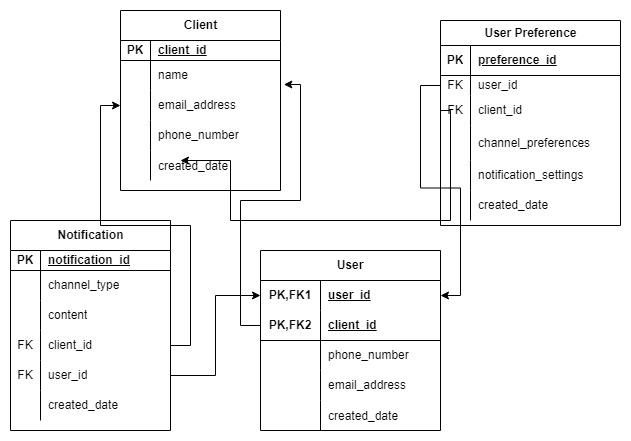 Client
PK client_id
name
email_address
phone_number
created_date
User Preference
PK preference_id
FK user_id
FK client_id
channel_preferences
notification_settings
created_date
Notification
PK notification_id
channel_type
content
FK client_id
FK user_id
created_date
User
PK,FK1 user_id
PK,FK2 client_id
phone_number
email_address
created_date